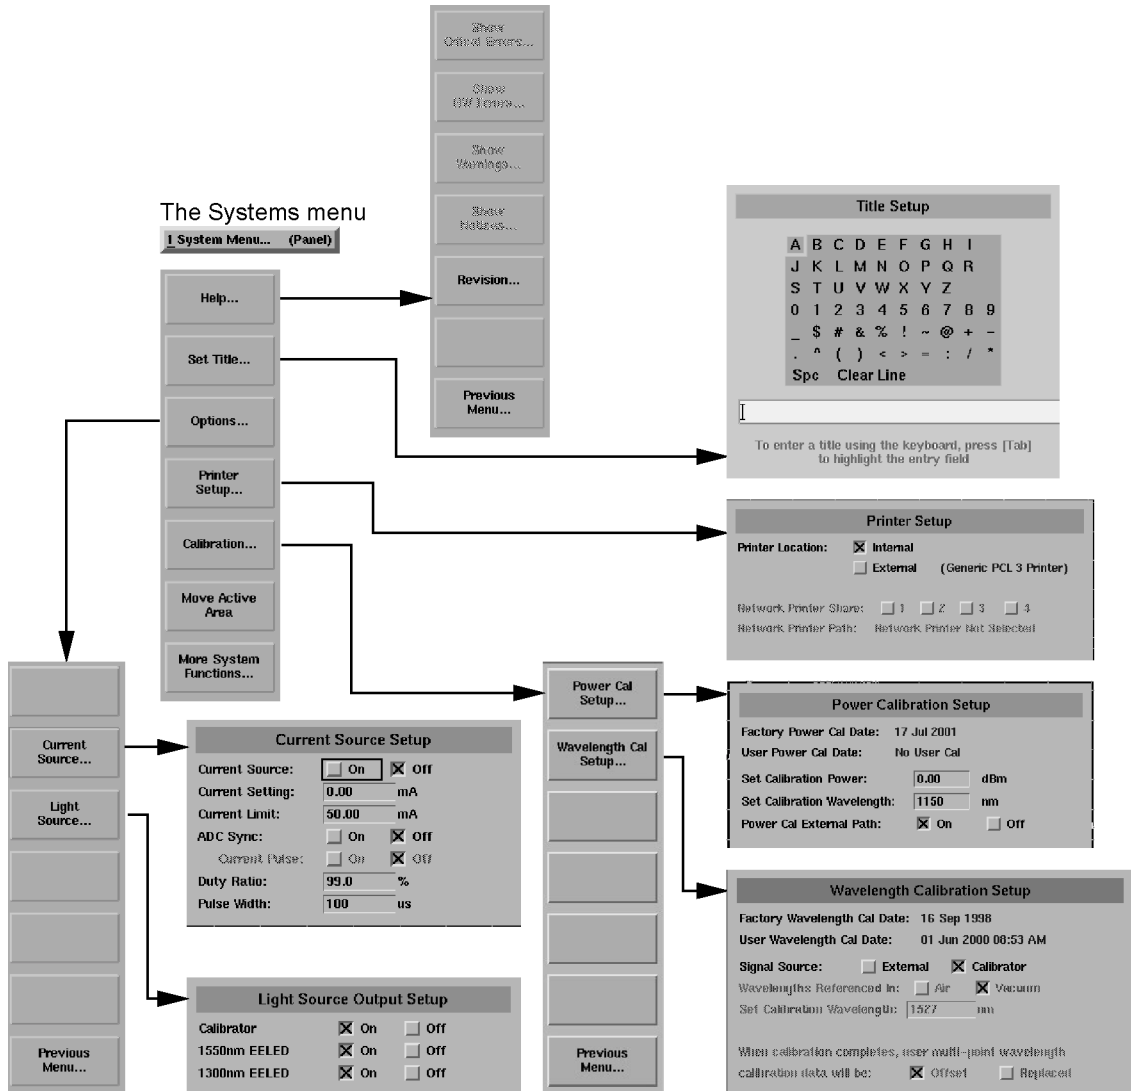 Show
Critical Errors...
Show
HW Errors...
Show
Warnings...
Show
Notices...
Revision...
Previous
Menu...
The Systems menu
1 System Menu... (Panel)
Help...
Set Title...
Options...
Printer
Setup...
Calibration...
Move Active
Area
More System
Functions...
Title Setup
A B C D E F G H I
J K L M N O P Q R
S T U V W X Y Z
0 1 2 3 4 5 6 7 8 9
_ $ # & % ! ~ @ + -
. ^ ( ) < > = : / *
Spc Clear Line
To enter a title using the keyboard, press [Tab]
to highlight the entry field
Printer Setup
Printer Location: Internal
External (Generic PCL 3 Printer)
Network Printer Share: 1 2 3 4
Network Printer Path: Network Printer Not Selected
Current
Source...
Light
Source...
Previous
Menu...
Current Source Setup
Current Source: On Off
Current Setting: 0.00 mA
Current Limit: 50.00 mA
ADC Sync: On Off
Current Pulse: On Off
Duty Ratio: 99.0 %
Pulse Width: 100 us
Light Source Output Setup
Calibrator On Off
1550nm EELED On Off
1300nm EELED On Off
Power Cal
Setup...
Wavelength Cal
Setup...
Previous
Menu...
Power Calibration Setup
Factory Power Cal Date: 17 Jul 2001
User Power Cal Date: No User Cal
Set Calibration Power: 0.00 dBm
Set Calibration Wavelength: 1150 nm
Power Cal External Path: On Off
Wavelength Calibration Setup
Factory Wavelength Cal Date: 16 Sep 1998
User Wavelength Cal Date: 01 Jun 2000 08:53 AM
Signal Source: External Calibrator
Wavelengths Referenced In: Air Vacuum
Set Calibration Wavelength: 1527 nm
When calibration completes, user multi-point wavelength
calibration data will be: Offset Replaced